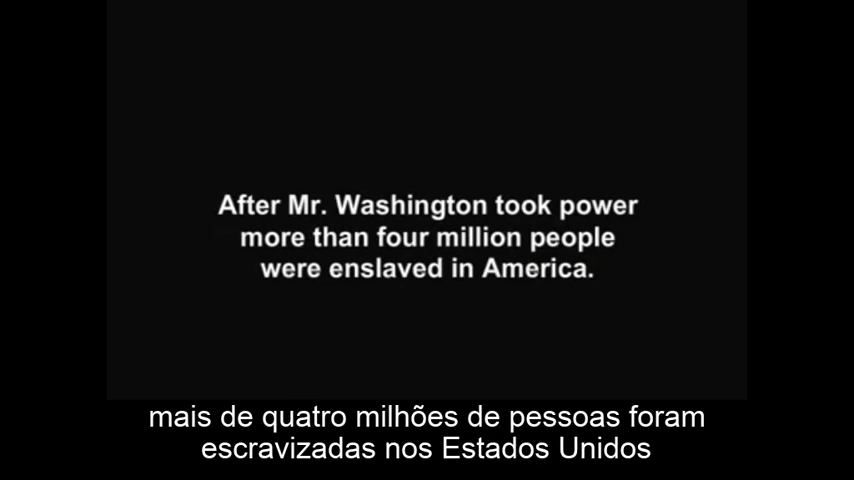 After Mr. Washington took power
more than four million people
were enslaved in America.
mais de quatro milhões de pessoas foram
escravizadas nos Estados Unidos